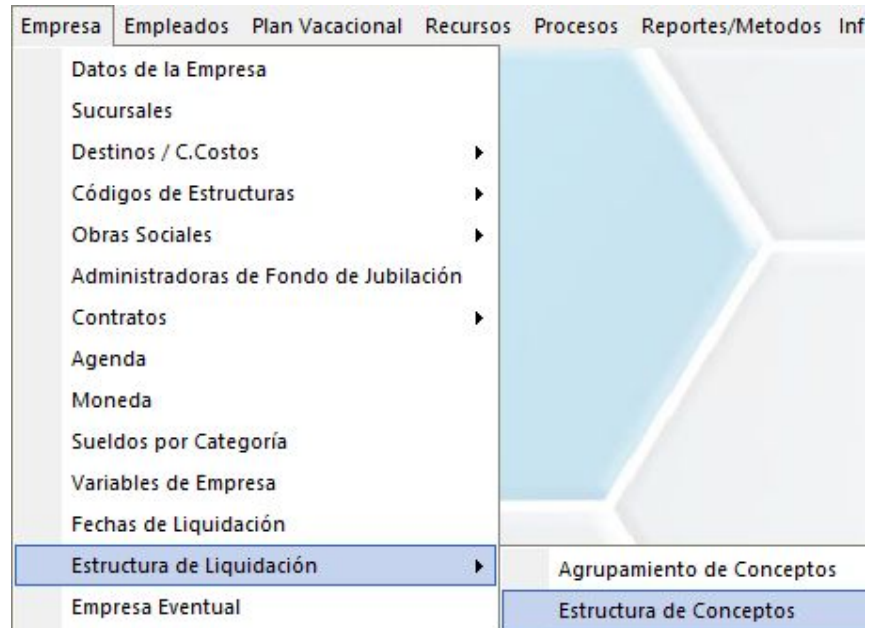 Empresa Empleados Plan Vacacional Recursos Procesos Reportes/Metodos Inf
Datos de la Empresa
Sucursales
Destinos / C.Costos
Códigos de Estructuras
Obras Sociales
Administradoras de Fondo de Jubilación
Contratos
Agenda
Moneda
Sueldos por Categoría
Variables de Empresa
Fechas de Liquidación
Estructura de Liquidación
Agrupamiento de Conceptos
Empresa Eventual
Estructura de Conceptos